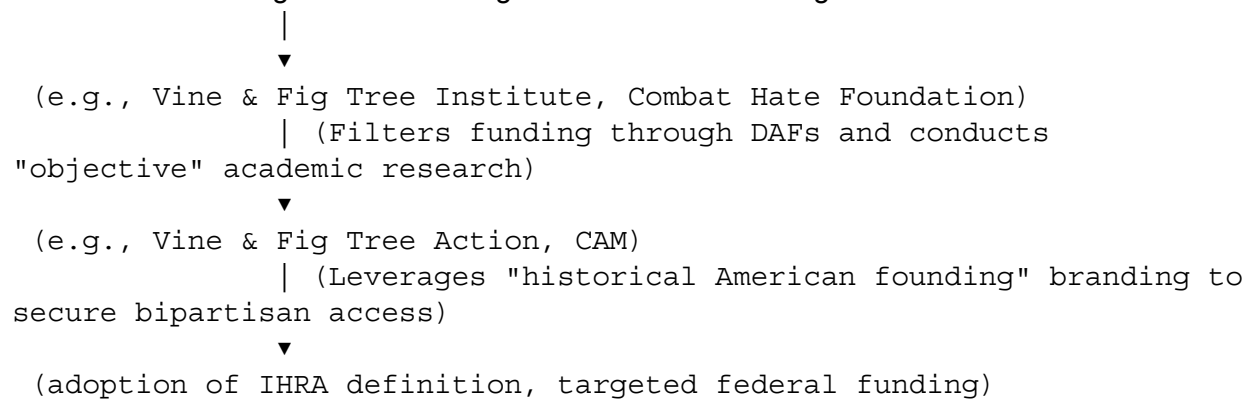 |
▼
(e.g., Vine & Fig Tree Institute, Combat Hate Foundation)
| (Filters funding through DAFs and conducts
"objective" academic research)
▼
(e.g., Vine & Fig Tree Action, CAM)
| (Leverages "historical American founding" branding to
secure bipartisan access)
▼
(adoption of IHRA definition, targeted federal funding)